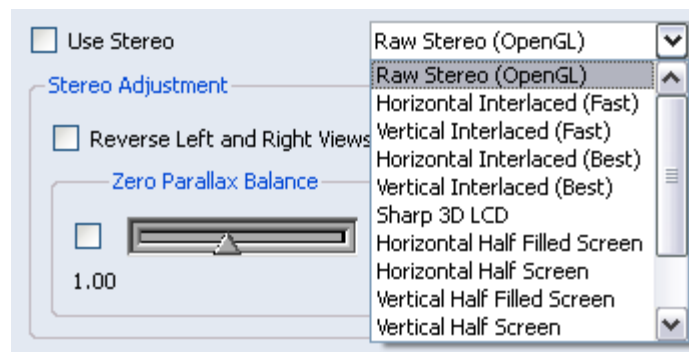 Use Stereo
Raw Stereo (OpenGL)
Stereo Adjustment
Reverse Left and Right Views
Zero Parallax Balance
1.00
Raw Stereo (OpenGL)
Horizontal Interlaced (Fast)
Vertical Interlaced (Fast)
Horizontal Interlaced (Best)
Vertical Interlaced (Best)
Sharp 3D LCD
Horizontal Half Filled Screen
Horizontal Half Screen
Vertical Half Filled Screen
Vertical Half Screen